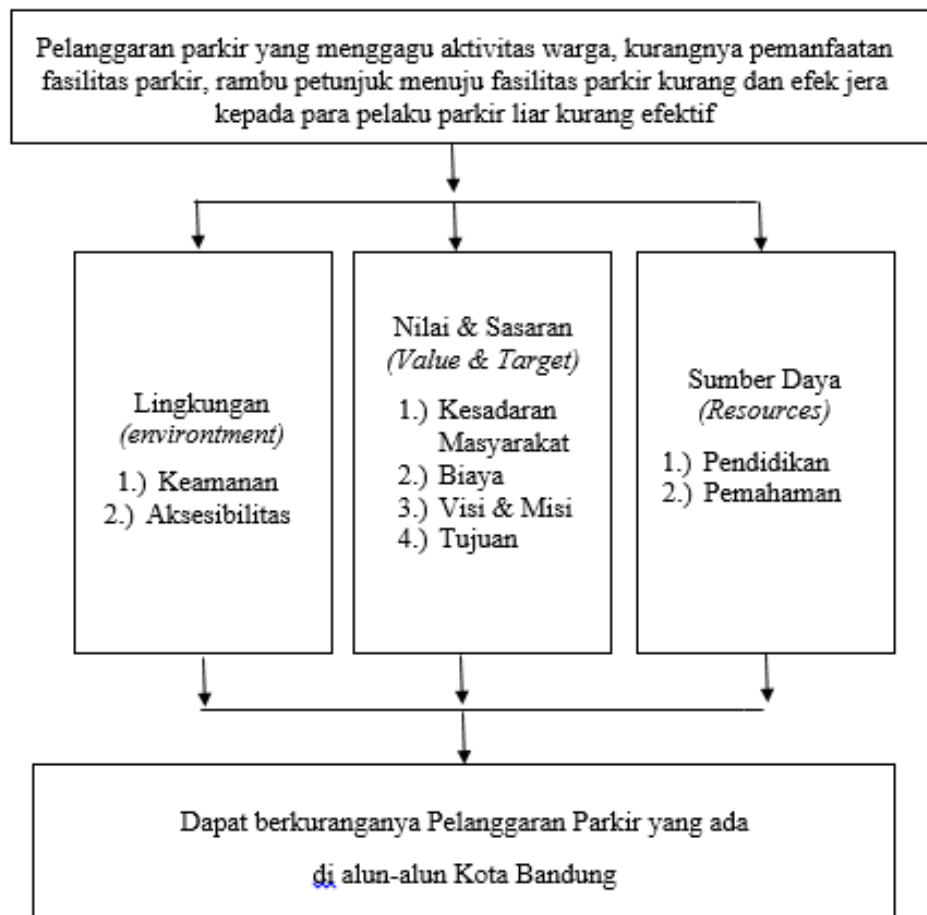 Pelanggaran parkir yang menggagu aktivitas warga, kurangnya pemanfaatan
fasilitas parkir, rambu petunjuk menuju fasilitas parkir kurang dan efek jera
kepada para pelaku parkir liar kurang efektif
Lingkungan
(environtment)
1.) Keamanan
2.) Aksesibilitas
Nilai & Sasaran
(Value & Target)
1.) Kesadaran
Masyarakat
2.) Biaya
3.) Visi & Misi
4.) Tujuan
Sumber Daya
(Resources)
1.) Pendidikan
2.) Pemahaman
Dapat berkuranganya Pelanggaran Parkir yang ada
di alun-alun Kota Bandung